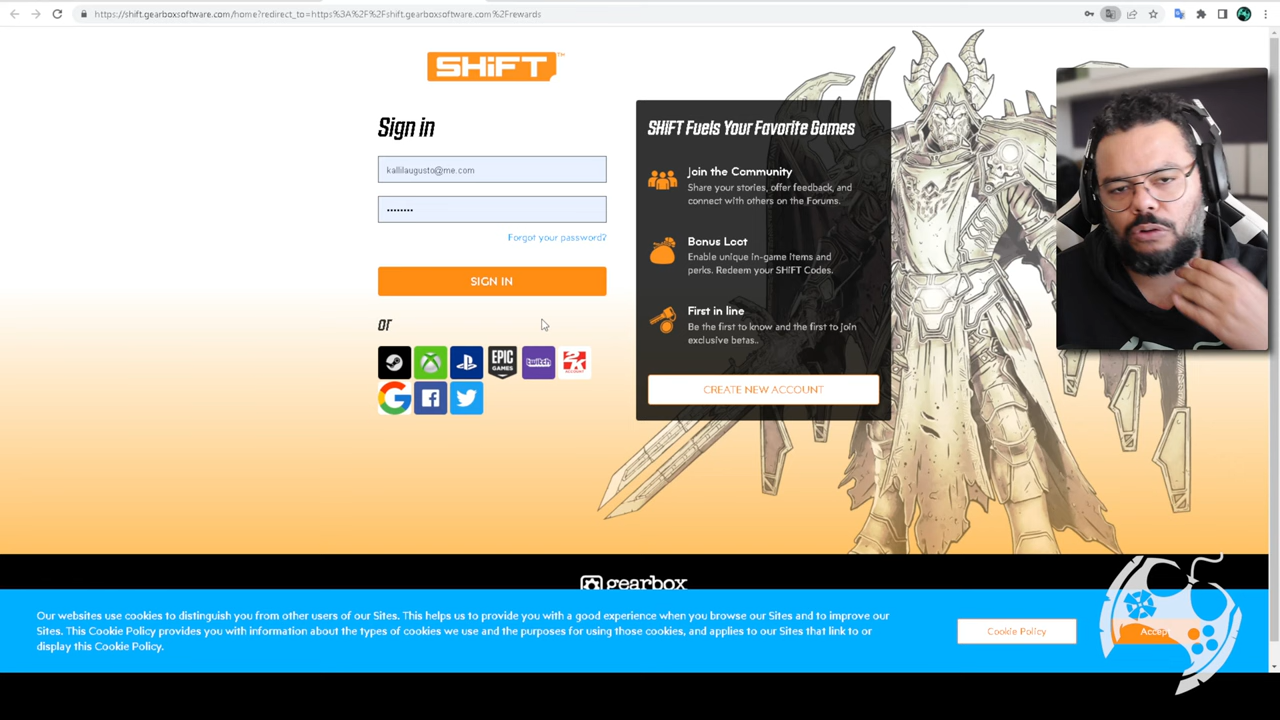 https://shift.gearboxsoftware.com/home?redirect_to=https%3A%2F%2Fshift.gearboxsoftware.com%2Frewards
SHiFT™
Sign in
kallilaugusto@me.com
••••••••
Forgot your password?
SIGN IN
or
EPIC
GAMES
twitch
2K
ACCOUNT
SHiFT Fuels Your Favorite Games
Join the Community
Share your stories, offer feedback, and
connect with others on the Forums.
Bonus Loot
Enable unique in-game items and
perks. Redeem your SHiFT Codes.
First in line
Be the first to know and the first to join
exclusive betas..
CREATE NEW ACCOUNT
gearbox
Our websites use cookies to distinguish you from other users of our Sites. This helps us to provide you with a good experience when you browse our Sites and to improve our
Sites. This Cookie Policy provides you with information about the types of cookies we use and the purposes for using those cookies, and applies to our Sites that link to or
display this Cookie Policy.
Cookie Policy
Accept